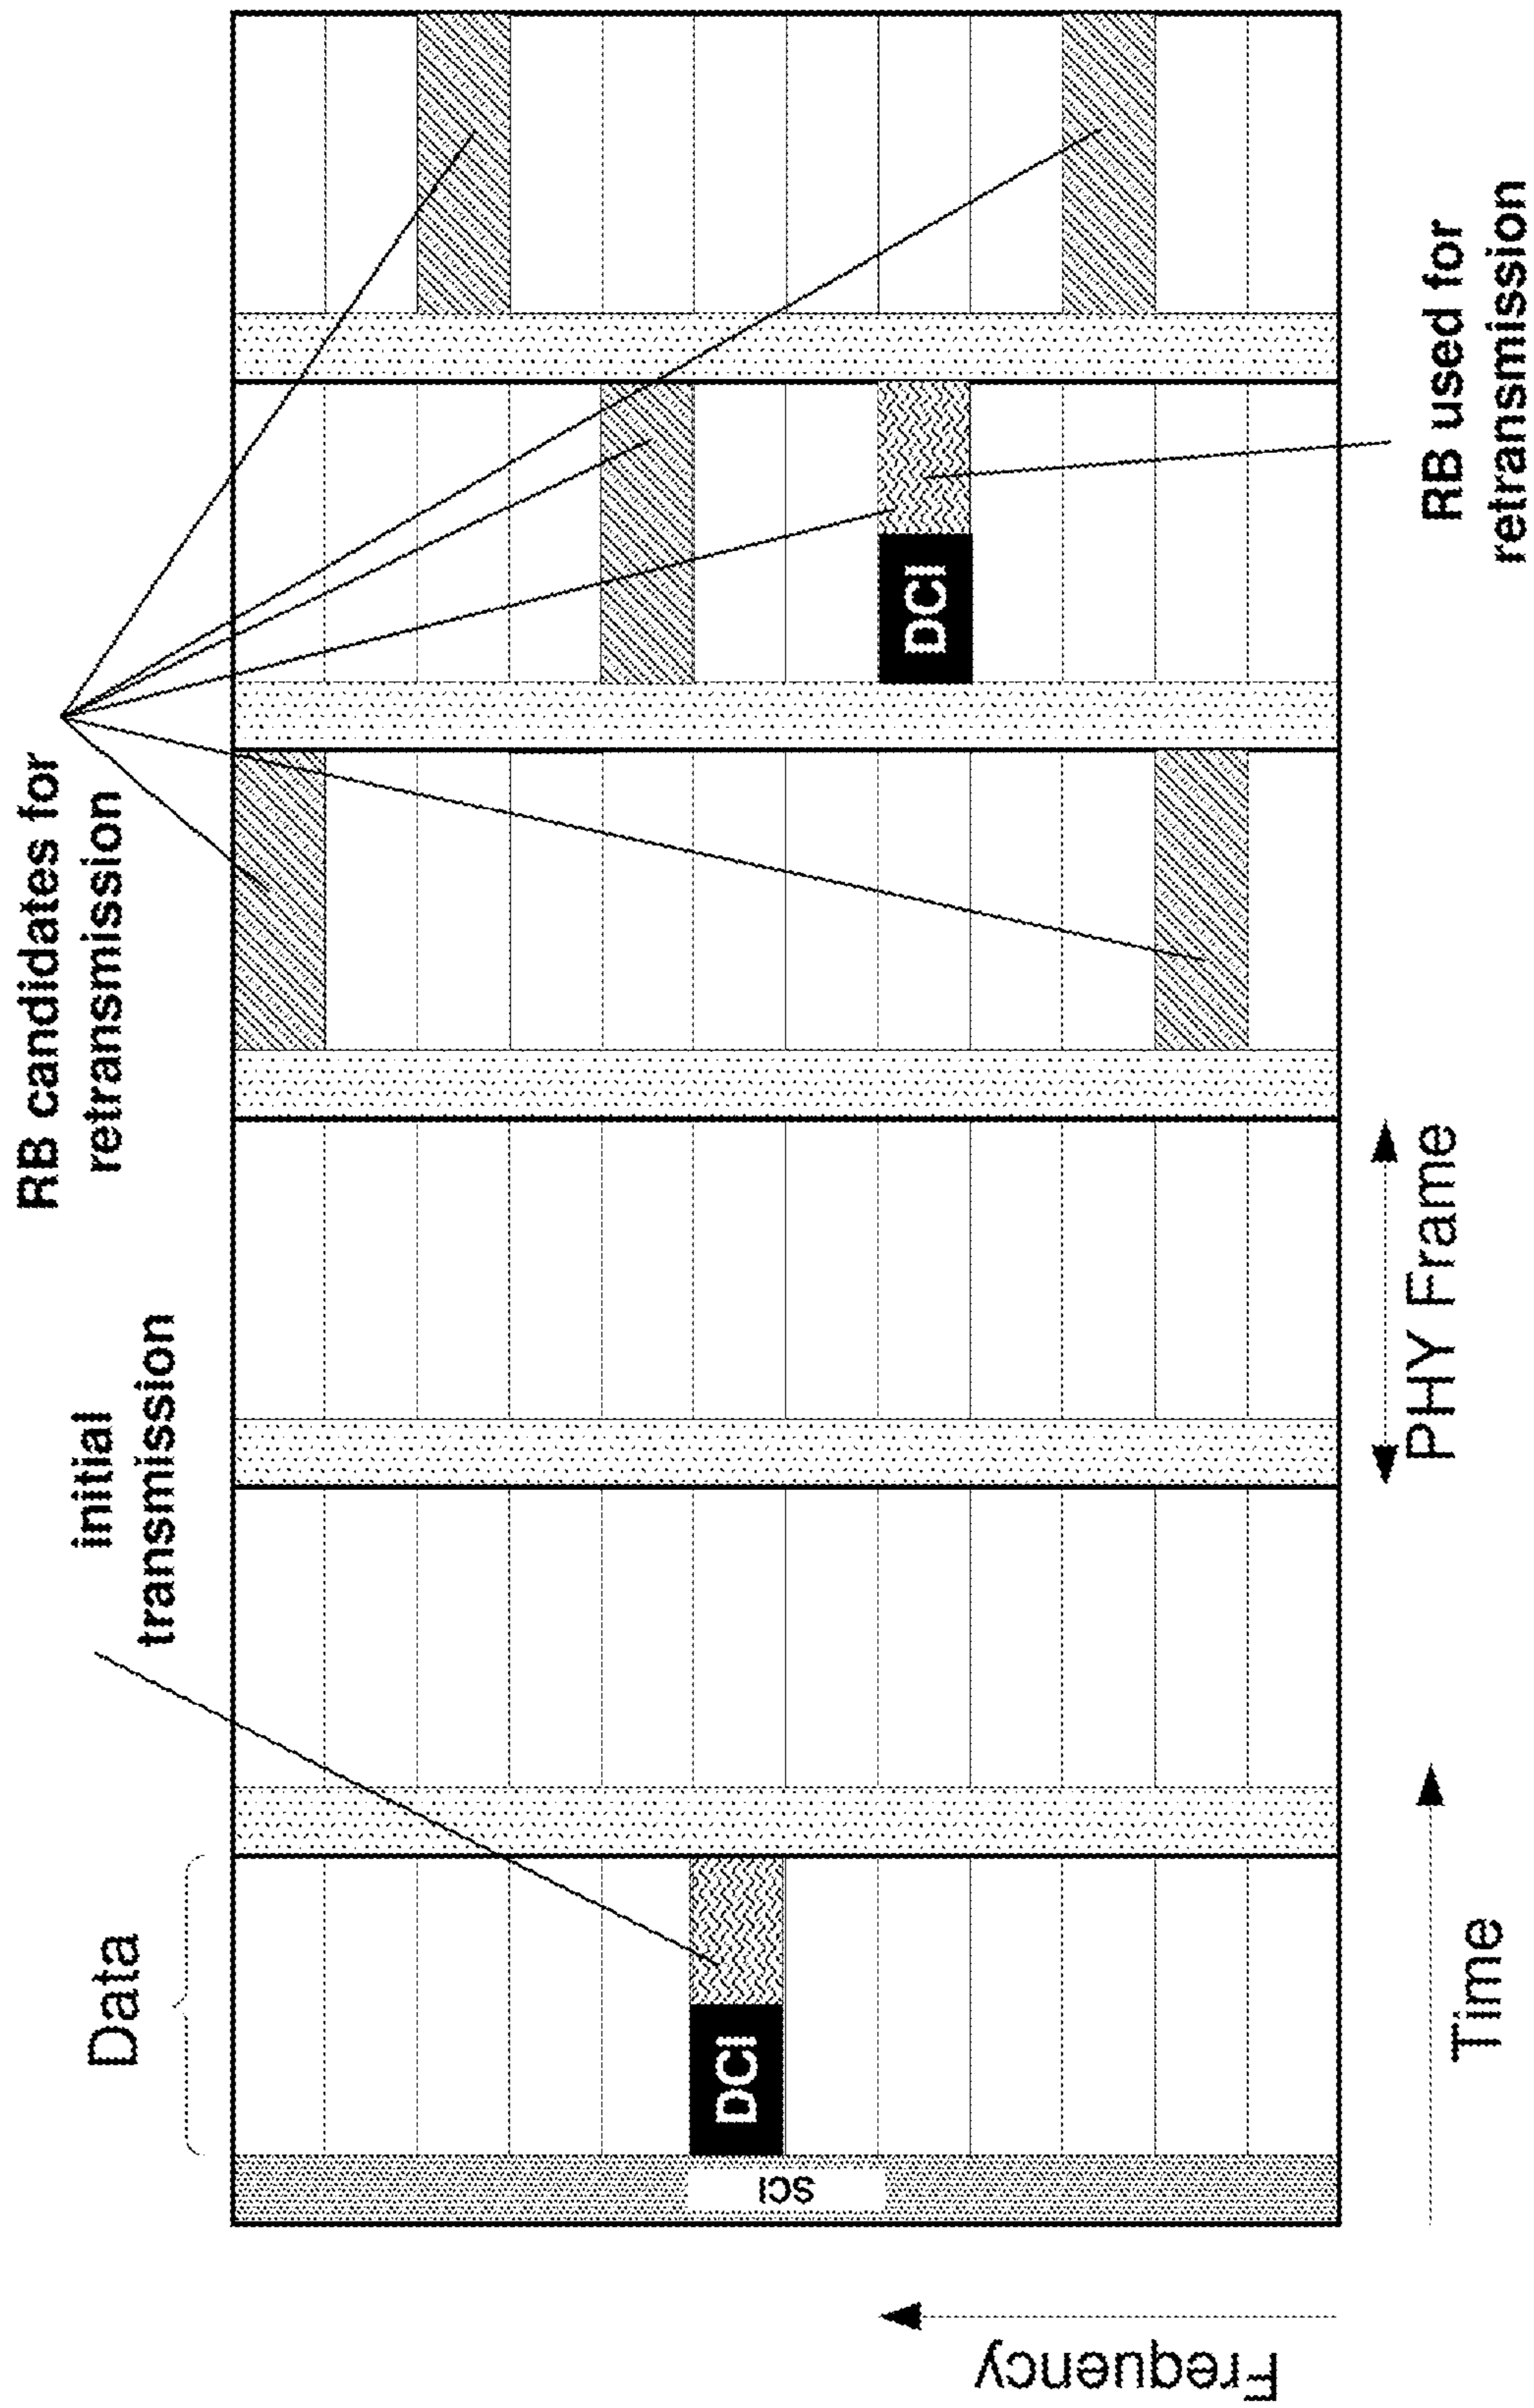 RB candidates for
retransmission
initial
transmission
Data
DCI
DCI
SCI
RB used for
retransmission
PHY Frame
Time
Frequency